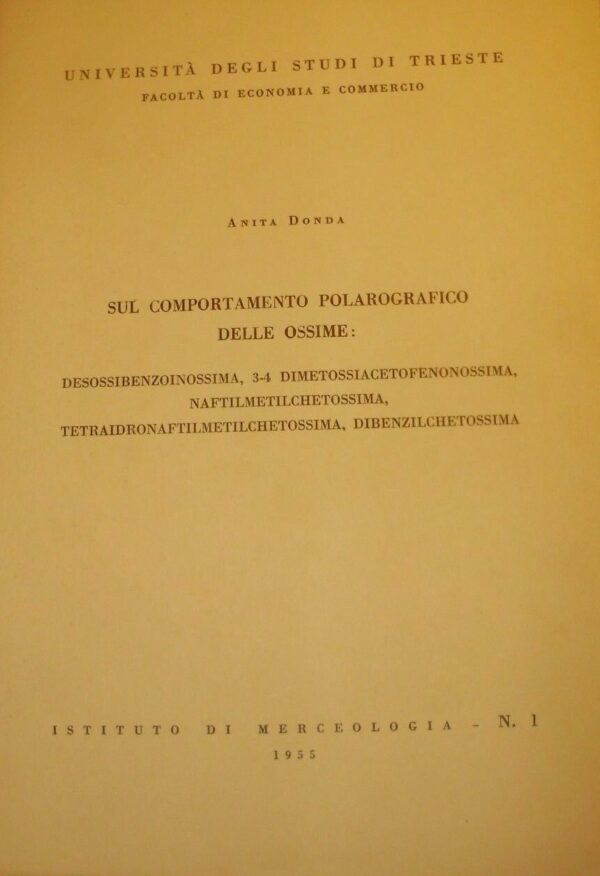 UNIVERSITÀ DEGLI STUDI DI TRIESTE
FACOLTÀ DI ECONOMIA E COMMERCIO
ANITA DONDA
SUL COMPORTAMENTO POLAROGRAFICO
DELLE OSSIME:
DESOSSIBENZOINOSSIMA, 3-4 DIMETOSSIACETOFENONOSSIMA,
NAFTILMETILCHETOSSIMA,
TETRAIDRONAFTILMETILCHETOSSIMA, DIBENZILCHETOSSIMA
ISTITUTO DI MERCEOLOGIA - N. 1
1955